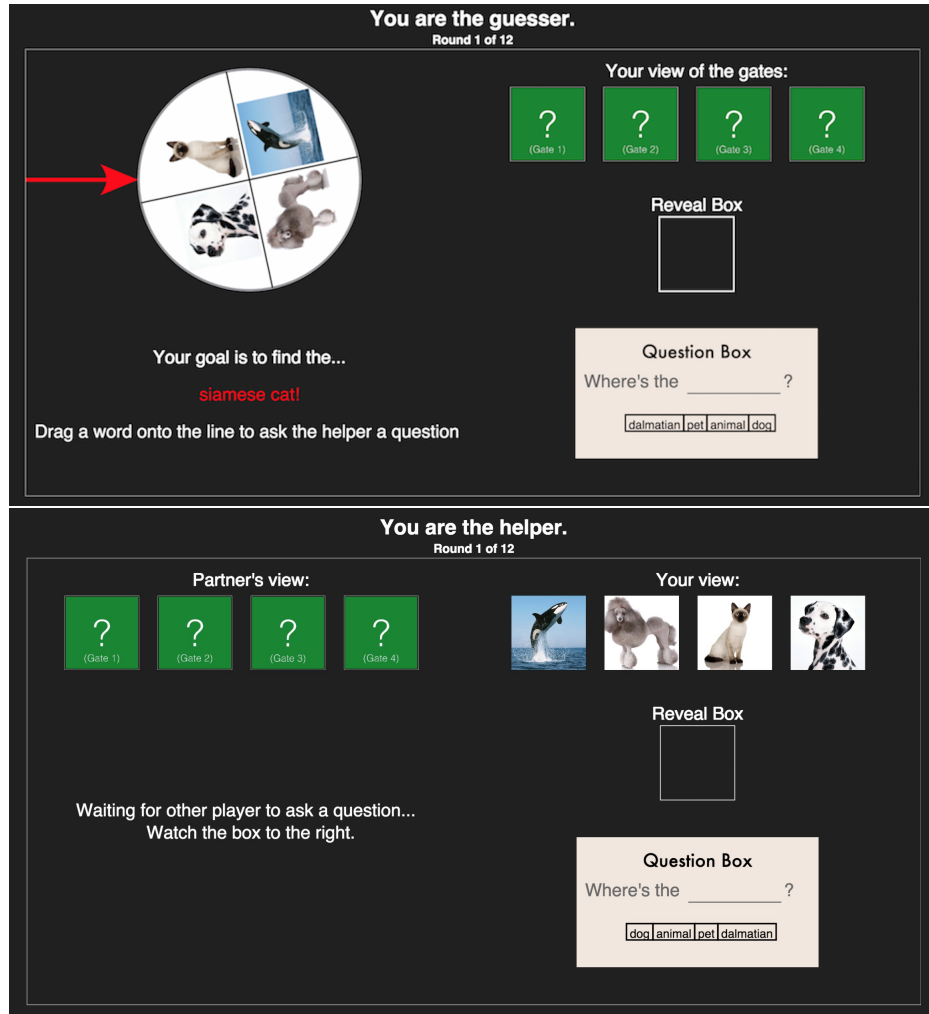 You are the guesser.
Round 1 of 12
Your view of the gates:
? ? ? ?
(Gate 1) (Gate 2) (Gate 3) (Gate 4)
Reveal Box
Your goal is to find the...
siamese cat!
Drag a word onto the line to ask the helper a question
Question Box
Where's the __________ ?
dalmatian pet animal dog
You are the helper.
Round 1 of 12
Partner's view:
? ? ? ?
(Gate 1) (Gate 2) (Gate 3) (Gate 4)
Waiting for other player to ask a question...
Watch the box to the right.
Your view:
Reveal Box
Question Box
Where's the __________ ?
dog animal pet dalmatian